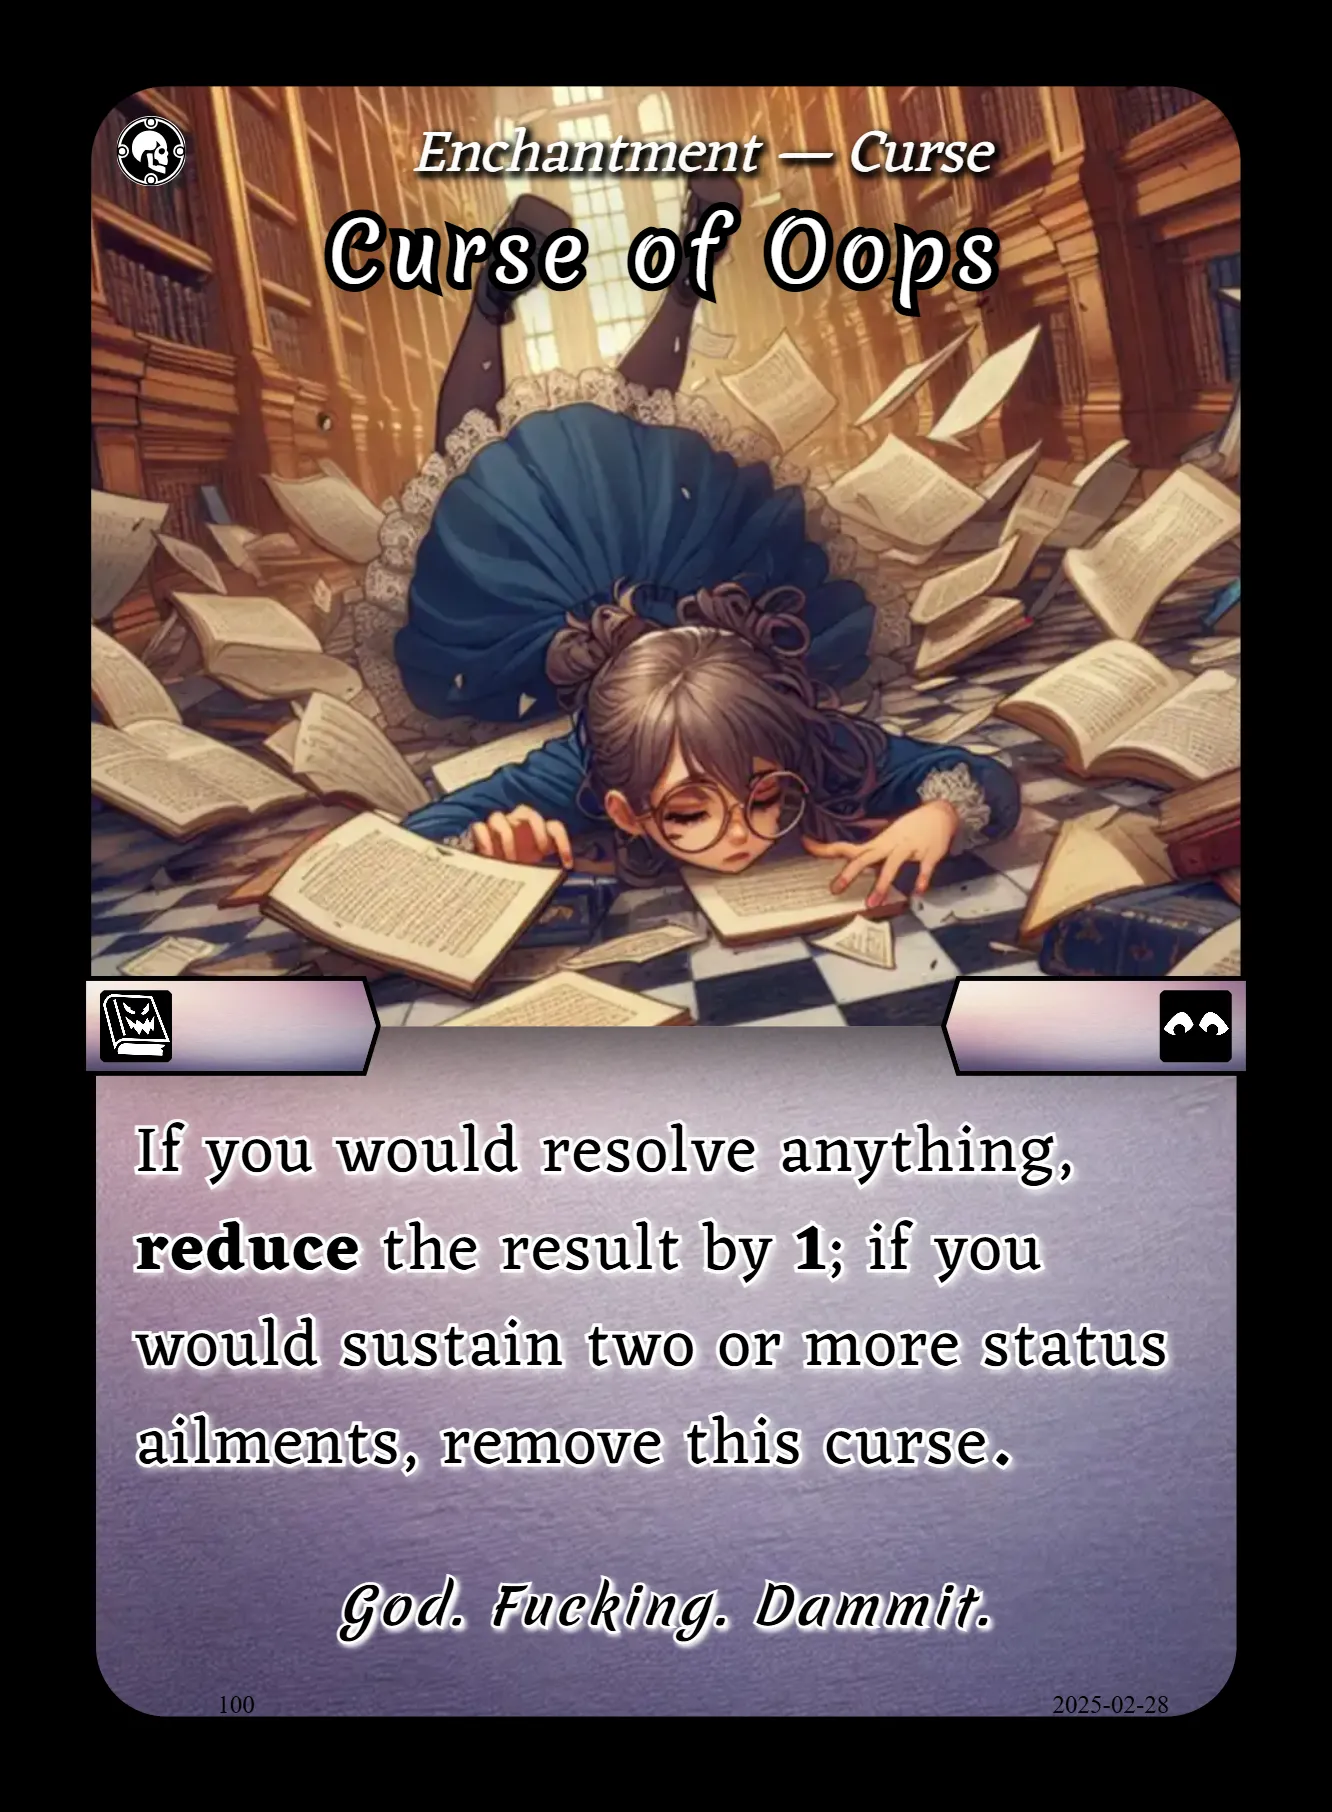 Enchantment — Curse
Curse of Oops
If you would resolve anything,
reduce the result by 1; if you
would sustain two or more status
ailments, remove this curse.
God. Fucking. Dammit.
100
2025-02-28